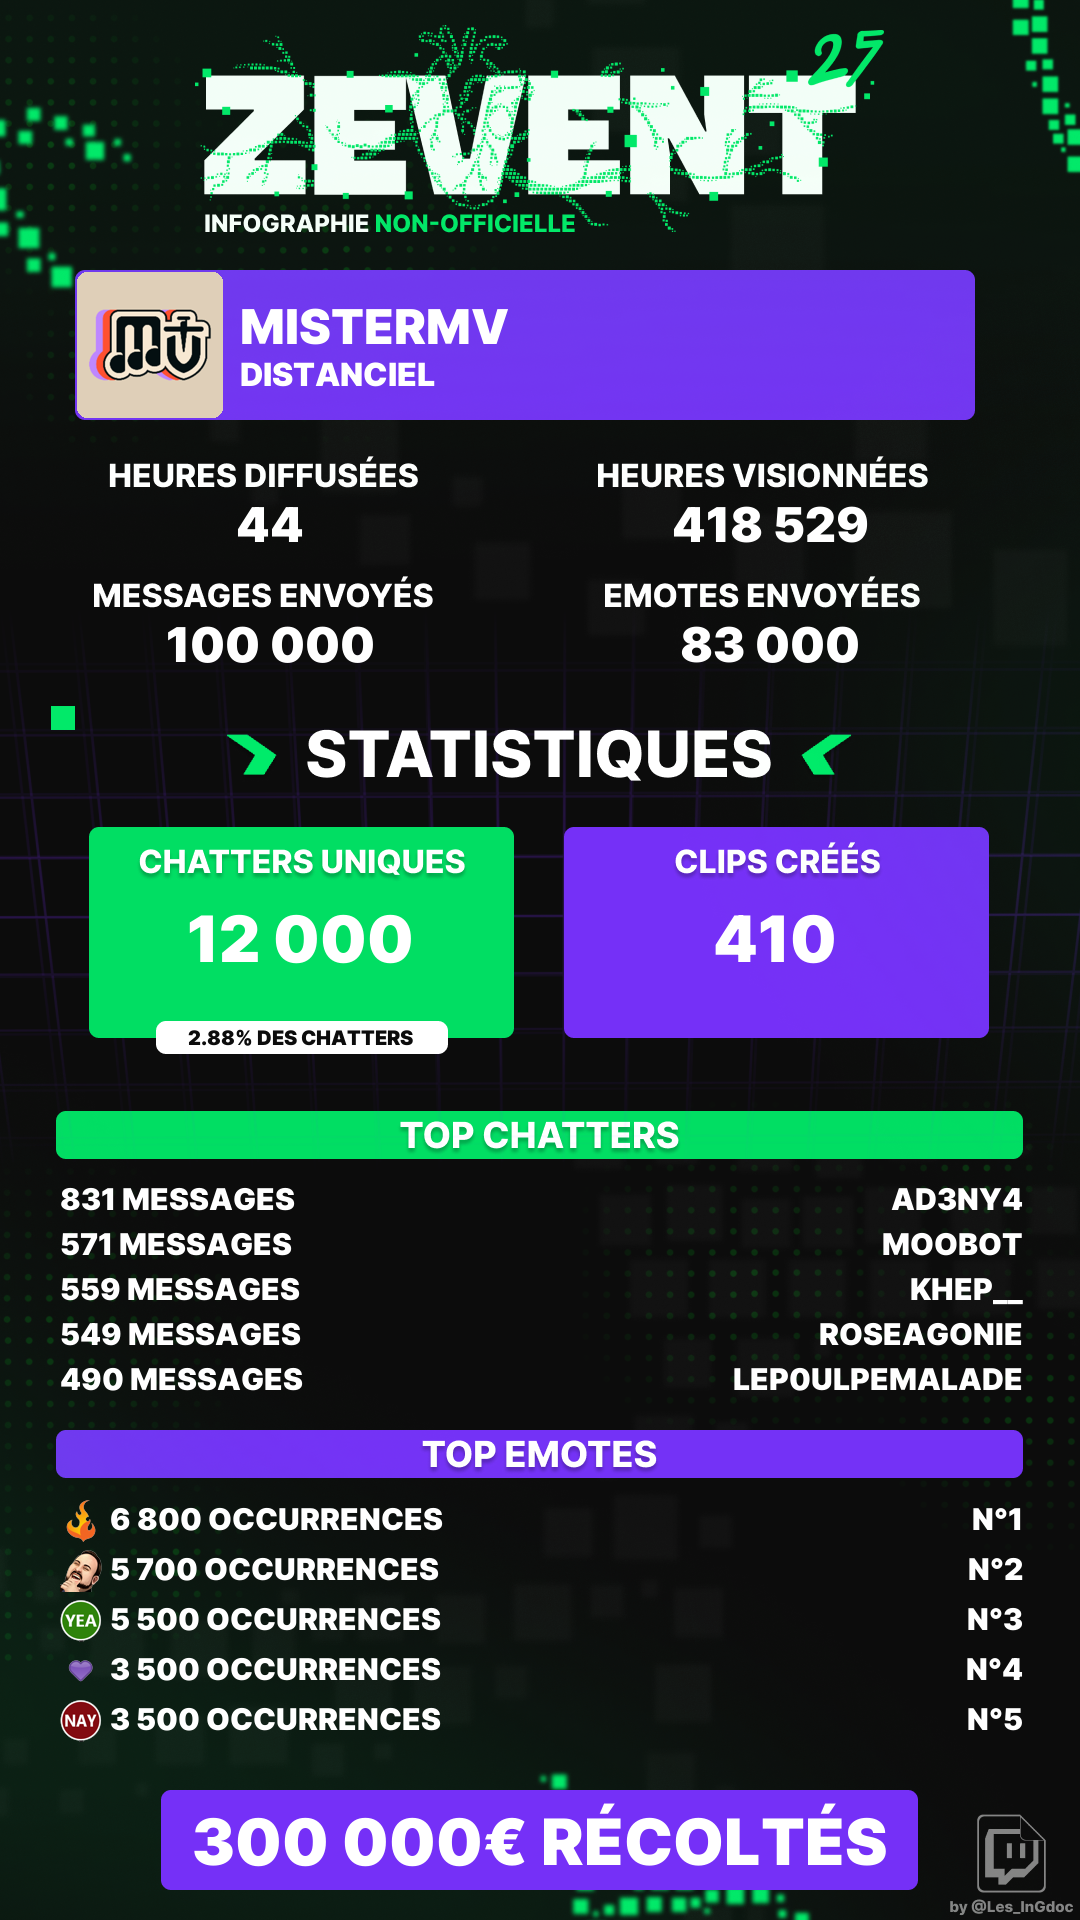 ZEVENT 25
INFOGRAPHIE NON-OFFICIELLE
MV
MISTERMV
DISTANCIEL
HEURES DIFFUSÉES
44
HEURES VISIONNÉES
418 529
MESSAGES ENVOYÉS
100 000
EMOTES ENVOYÉES
83 000
STATISTIQUES
CHATTERS UNIQUES
12 000
2.88% DES CHATTERS
CLIPS CRÉÉS
410
TOP CHATTERS
831 MESSAGES AD3NY4
571 MESSAGES MOOBOT
559 MESSAGES KHEP__
549 MESSAGES ROSEAGONIE
490 MESSAGES LEP0ULPEMALADE
TOP EMOTES
6 800 OCCURRENCES N°1
5 700 OCCURRENCES N°2
YEA 5 500 OCCURRENCES N°3
3 500 OCCURRENCES N°4
NAY 3 500 OCCURRENCES N°5
300 000€ RÉCOLTÉS
by @Les_InGdoc